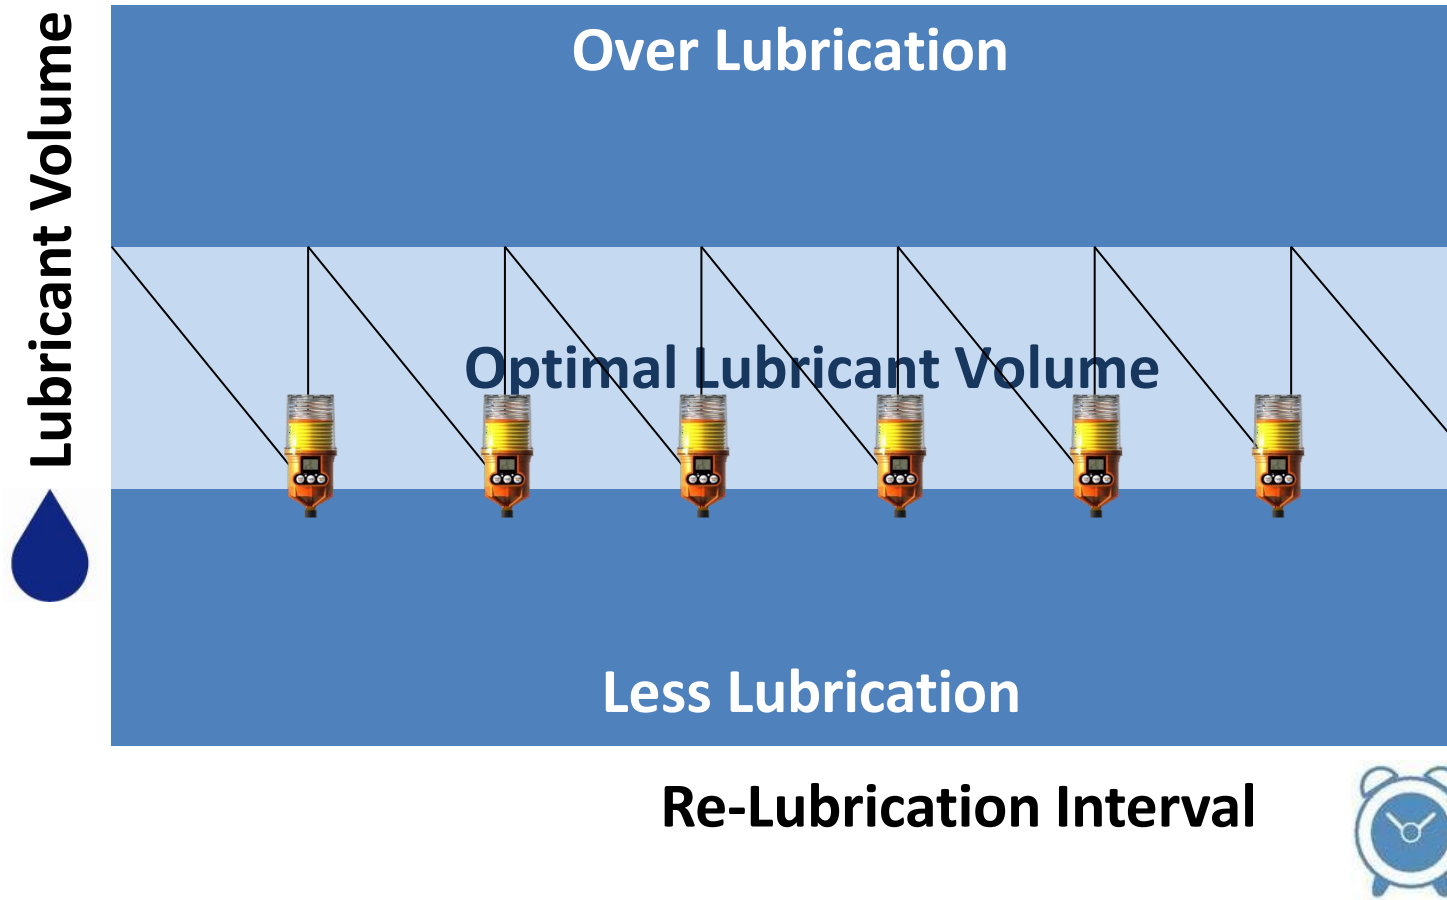 Over Lubrication
Lubricant Volume
Optimal Lubricant Volume
Less Lubrication
Re-Lubrication Interval